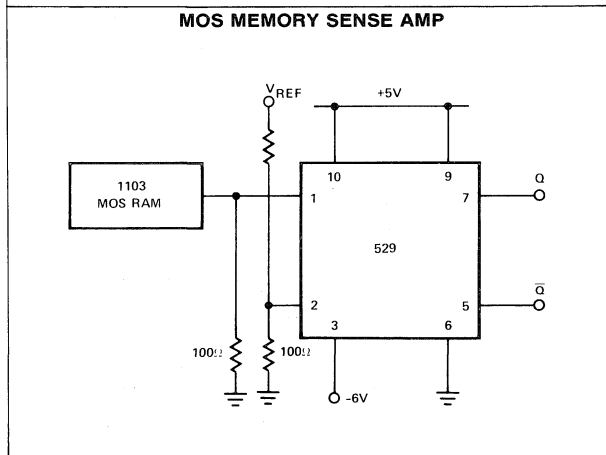 MOS MEMORY SENSE AMP
VREF
+5V
10
9
1103
MOS RAM
1
7
Q
529
2
5
Q̅
3
6
100Ω
100Ω
-6V